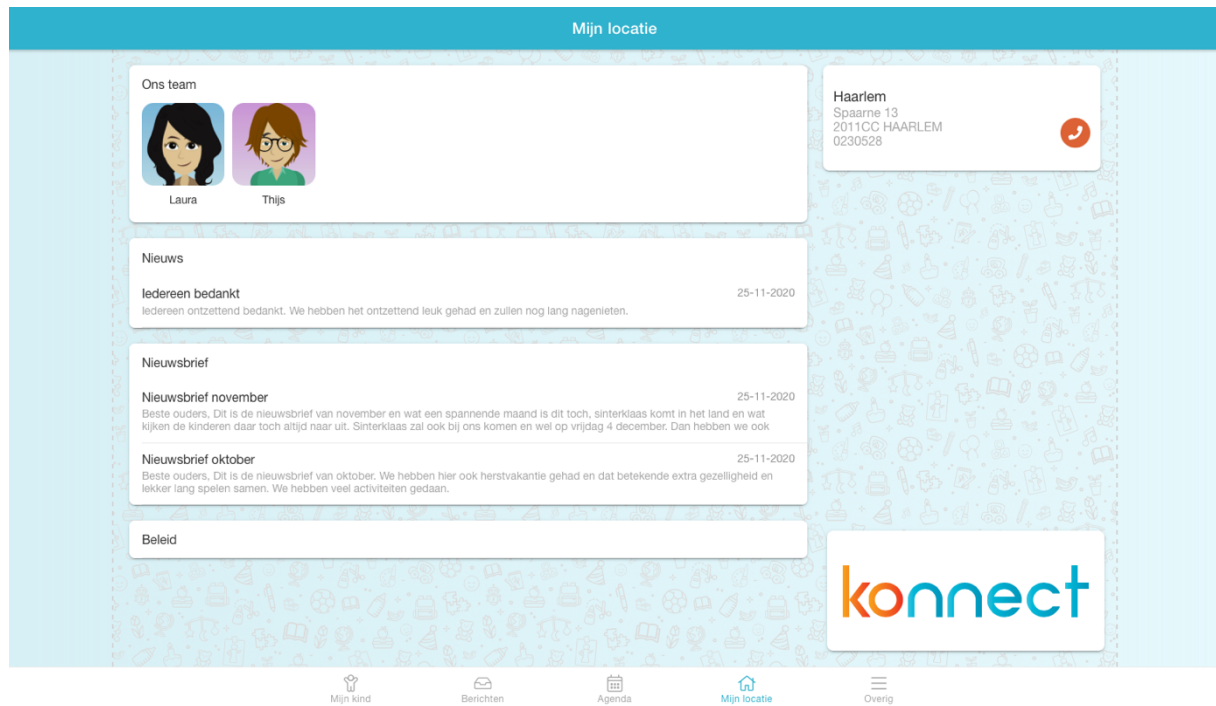 Mijn locatie
Ons team
Laura
Thijs
Haarlem
Spaarne 13
2011CC HAARLEM
0230528
Nieuws
Iedereen bedankt
25-11-2020
Iedereen ontzettend bedankt. We hebben het ontzettend leuk gehad en zullen nog lang nagenieten.
Nieuwsbrief
Nieuwsbrief november
25-11-2020
Beste ouders, Dit is de nieuwsbrief van november en wat een spannende maand is dit toch, sinterklaas komt in het land en wat
kijken de kinderen daar toch altijd naar uit. Sinterklaas zal ook bij ons komen en wel op vrijdag 4 december. Dan hebben we ook
Nieuwsbrief oktober
25-11-2020
Beste ouders, Dit is de nieuwsbrief van oktober. We hebben hier ook herstvakantie gehad en dat betekende extra gezelligheid en
lekker lang spelen samen. We hebben veel activiteiten gedaan.
Beleid
konnect
Mijn kind
Berichten
Agenda
Mijn locatie
Overig